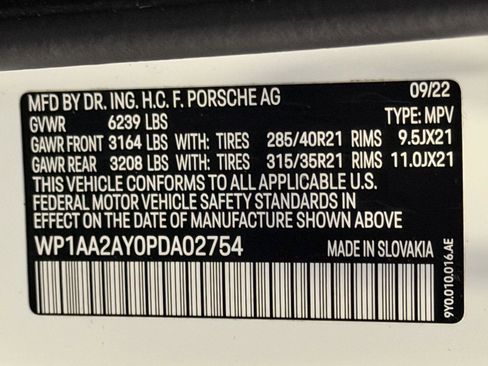 MFD BY DR. ING. H.C. F. PORSCHE AG 09/22
GVWR 6239 LBS TYPE: MPV
GAWR FRONT 3164 LBS WITH: TIRES 285/40R21 RIMS 9.5JX21
GAWR REAR 3208 LBS WITH: TIRES 315/35R21 RIMS 11.0JX21
THIS VEHICLE CONFORMS TO ALL APPLICABLE
FEDERAL MOTOR VEHICLE SAFETY STANDARDS IN
EFFECT ON THE DATE OF MANUFACTURE SHOWN ABOVE
WP1AA2AY0PDA02754 MADE IN SLOVAKIA
9Y0.010.016.AE